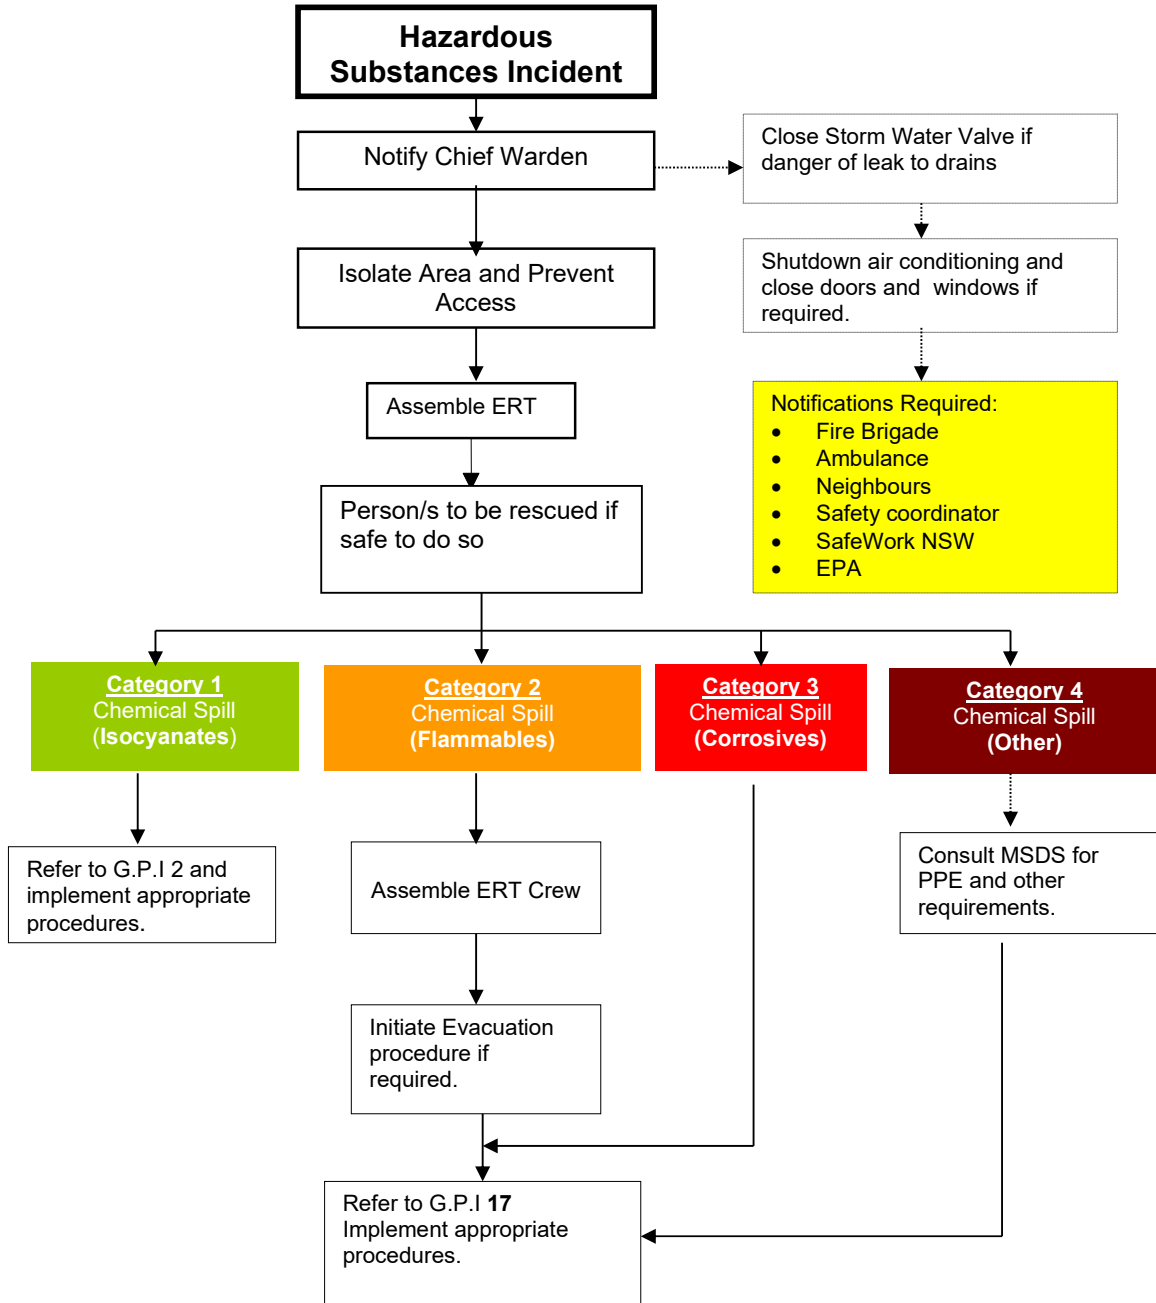 Hazardous
Substances Incident
Notify Chief Warden
Close Storm Water Valve if
danger of leak to drains
Isolate Area and Prevent
Access
Shutdown air conditioning and
close doors and windows if
required.
Assemble ERT
Notifications Required:
• Fire Brigade
• Ambulance
• Neighbours
• Safety coordinator
• SafeWork NSW
• EPA
Person/s to be rescued if
safe to do so
Category 1
Chemical Spill
(Isocyanates)
Category 2
Chemical Spill
(Flammables)
Category 3
Chemical Spill
(Corrosives)
Category 4
Chemical Spill
(Other)
Refer to G.P.I 2 and
implement appropriate
procedures.
Assemble ERT Crew
Consult MSDS for
PPE and other
requirements.
Initiate Evacuation
procedure if
required.
Refer to G.P.I 17
Implement appropriate
procedures.